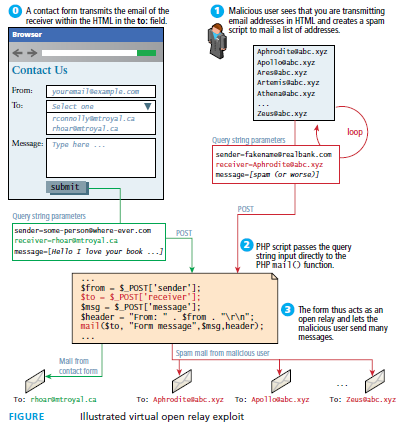 0 A contact form transmits the email of the
receiver within the HTML in the to: field.
Browser
Contact Us
From: youremail@example.com
To: Select one
rconnolly@mtroyal.ca
rhoar@mtroyal.ca
Message: Type here ...
submit
1 Malicious user sees that you are transmitting
email addresses in HTML and creates a spam
script to mail a list of addresses.
Aphrodite@abc.xyz
Apollo@abc.xyz
Ares@abc.xyz
Artemis@abc.xyz
Athena@abc.xyz
...
Zeus@abc.xyz
loop
Query string parameters
sender=fakename@realbank.com
receiver=Aphrodite@abc.xyz
message=[spam (or worse)]
POST
Query string parameters
sender=some-person@where-ever.com
receiver=rhoar@mtroyal.ca
message=[Hello I love your book ...]
POST
2 PHP script passes the query
string input directly to the
PHP mail() function.
...
$from = $_POST['sender'];
$to = $_POST['receiver'];
$msg = $_POST['message'];
$header = "From: " . $from . "\r\n";
mail($to, "Form message",$msg,header);
...
3 The form thus acts as an
open relay and lets the
malicious user send many
messages.
Mail from
contact form
Spam mail from malicious user
...
To: rhoar@mtroyal.ca To: Aphrodite@abc.xyz To: Apollo@abc.xyz To: Zeus@abc.xyz
FIGURE Illustrated virtual open relay exploit